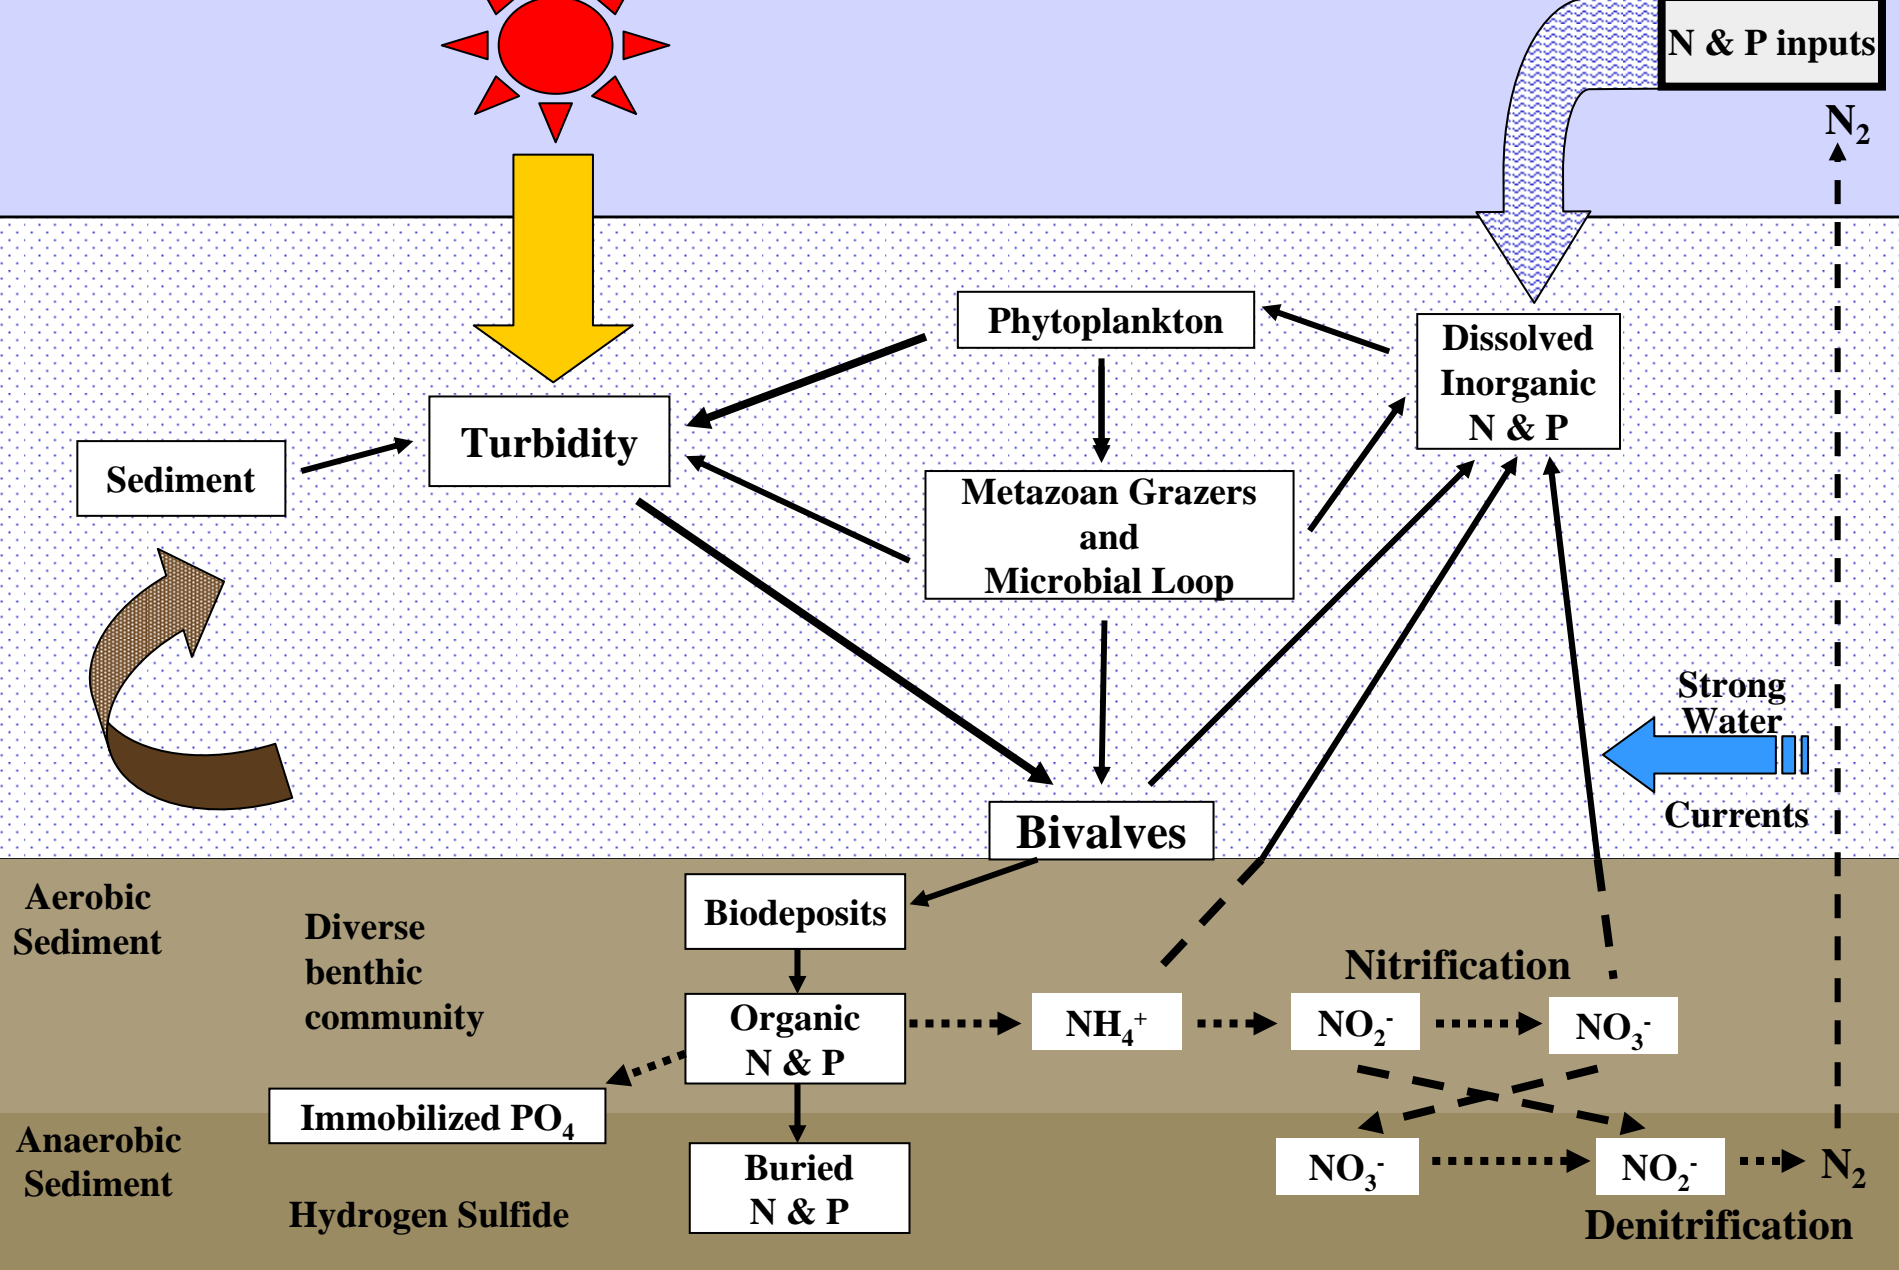 N & P inputs
N₂
Phytoplankton
Dissolved
Inorganic
N & P
Turbidity
Sediment
Metazoan Grazers
and
Microbial Loop
Strong
Water
Currents
Bivalves
Aerobic
Sediment
Diverse
benthic
community
Biodeposits
Nitrification
Organic
N & P
NH₄⁺
NO₂⁻
NO₃⁻
Immobilized PO₄
Anaerobic
Sediment
Buried
N & P
NO₃⁻
NO₂⁻
N₂
Hydrogen Sulfide
Denitrification